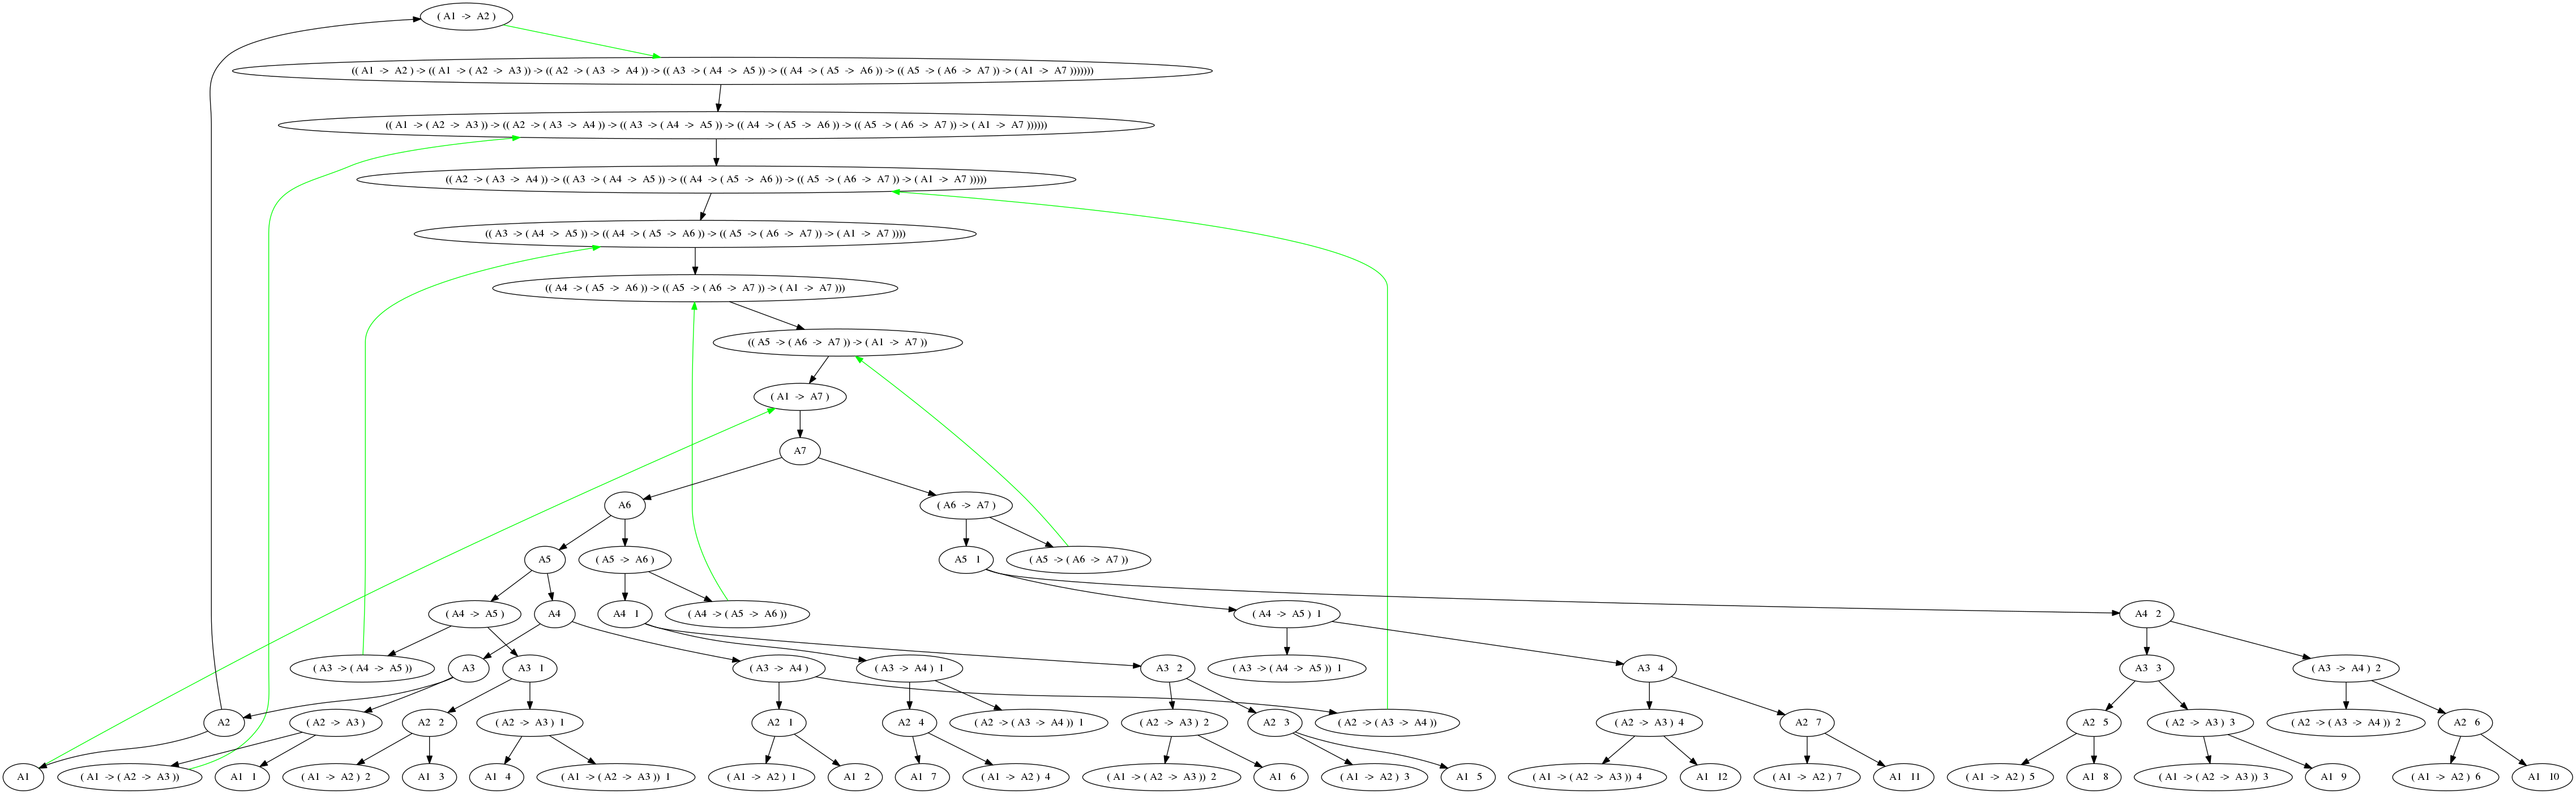 ( A1 -> A2 )
(( A1 -> A2 ) -> (( A1 -> ( A2 -> A3 )) -> (( A2 -> ( A3 -> A4 )) -> (( A3 -> ( A4 -> A5 )) -> (( A4 -> ( A5 -> A6 )) -> (( A5 -> ( A6 -> A7 )) -> ( A1 -> A7 )))))))
(( A1 -> ( A2 -> A3 )) -> (( A2 -> ( A3 -> A4 )) -> (( A3 -> ( A4 -> A5 )) -> (( A4 -> ( A5 -> A6 )) -> (( A5 -> ( A6 -> A7 )) -> ( A1 -> A7 ))))))
(( A2 -> ( A3 -> A4 )) -> (( A3 -> ( A4 -> A5 )) -> (( A4 -> ( A5 -> A6 )) -> (( A5 -> ( A6 -> A7 )) -> ( A1 -> A7 )))))
(( A3 -> ( A4 -> A5 )) -> (( A4 -> ( A5 -> A6 )) -> (( A5 -> ( A6 -> A7 )) -> ( A1 -> A7 ))))
(( A4 -> ( A5 -> A6 )) -> (( A5 -> ( A6 -> A7 )) -> ( A1 -> A7 )))
(( A5 -> ( A6 -> A7 )) -> ( A1 -> A7 ))
( A1 -> A7 )
A7
A6
( A6 -> A7 )
A5
( A5 -> A6 )
A5 1
( A5 -> ( A6 -> A7 ))
( A4 -> A5 )
A4
A4 1
( A4 -> ( A5 -> A6 ))
( A4 -> A5 ) 1
A4 2
( A3 -> ( A4 -> A5 ))
A3
A3 1
( A3 -> A4 )
( A3 -> A4 ) 1
A3 2
( A3 -> ( A4 -> A5 )) 1
A3 4
A3 3
( A3 -> A4 ) 2
A2
( A2 -> A3 )
A2 2
( A2 -> A3 ) 1
A2 1
A2 4
( A2 -> ( A3 -> A4 )) 1
( A2 -> A3 ) 2
A2 3
( A2 -> ( A3 -> A4 ))
( A2 -> A3 ) 4
A2 7
A2 5
( A2 -> A3 ) 3
( A2 -> ( A3 -> A4 )) 2
A2 6
A1
( A1 -> ( A2 -> A3 ))
A1 1
( A1 -> A2 ) 2
A1 3
A1 4
( A1 -> ( A2 -> A3 )) 1
( A1 -> A2 ) 1
A1 2
A1 7
( A1 -> A2 ) 4
( A1 -> ( A2 -> A3 )) 2
A1 6
( A1 -> A2 ) 3
A1 5
( A1 -> ( A2 -> A3 )) 4
A1 12
( A1 -> A2 ) 7
A1 11
( A1 -> A2 ) 5
A1 8
( A1 -> ( A2 -> A3 )) 3
A1 9
( A1 -> A2 ) 6
A1 10